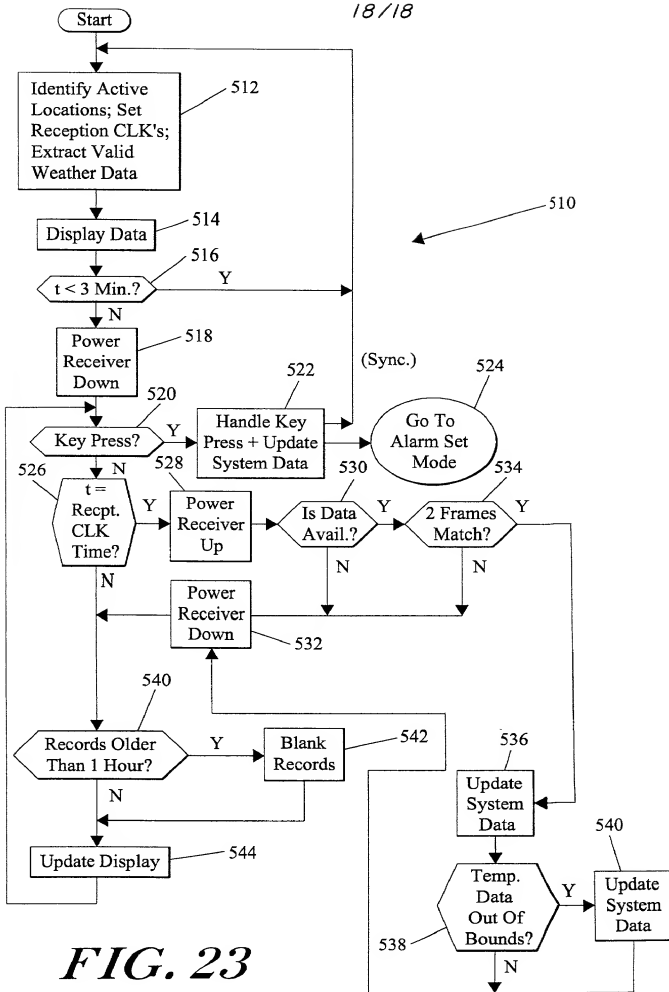 18/18
Start
Identify Active
Locations; Set
Reception CLK's;
Extract Valid
Weather Data
512
Display Data
514
510
t < 3 Min.?
516
Y
N
Power
Receiver
Down
518
(Sync.)
Key Press?
520
Y
N
Handle Key
Press + Update
System Data
522
Go To
Alarm Set
Mode
524
t =
Recpt.
CLK
Time?
526
Y
N
Power
Receiver
Up
528
Is Data
Avail.?
530
Y
N
2 Frames
Match?
534
Y
N
Power
Receiver
Down
532
Records Older
Than 1 Hour?
540
Y
N
Blank
Records
542
Update Display
544
Update
System
Data
536
Temp.
Data
Out Of
Bounds?
538
Y
N
Update
System
Data
540
FIG. 23